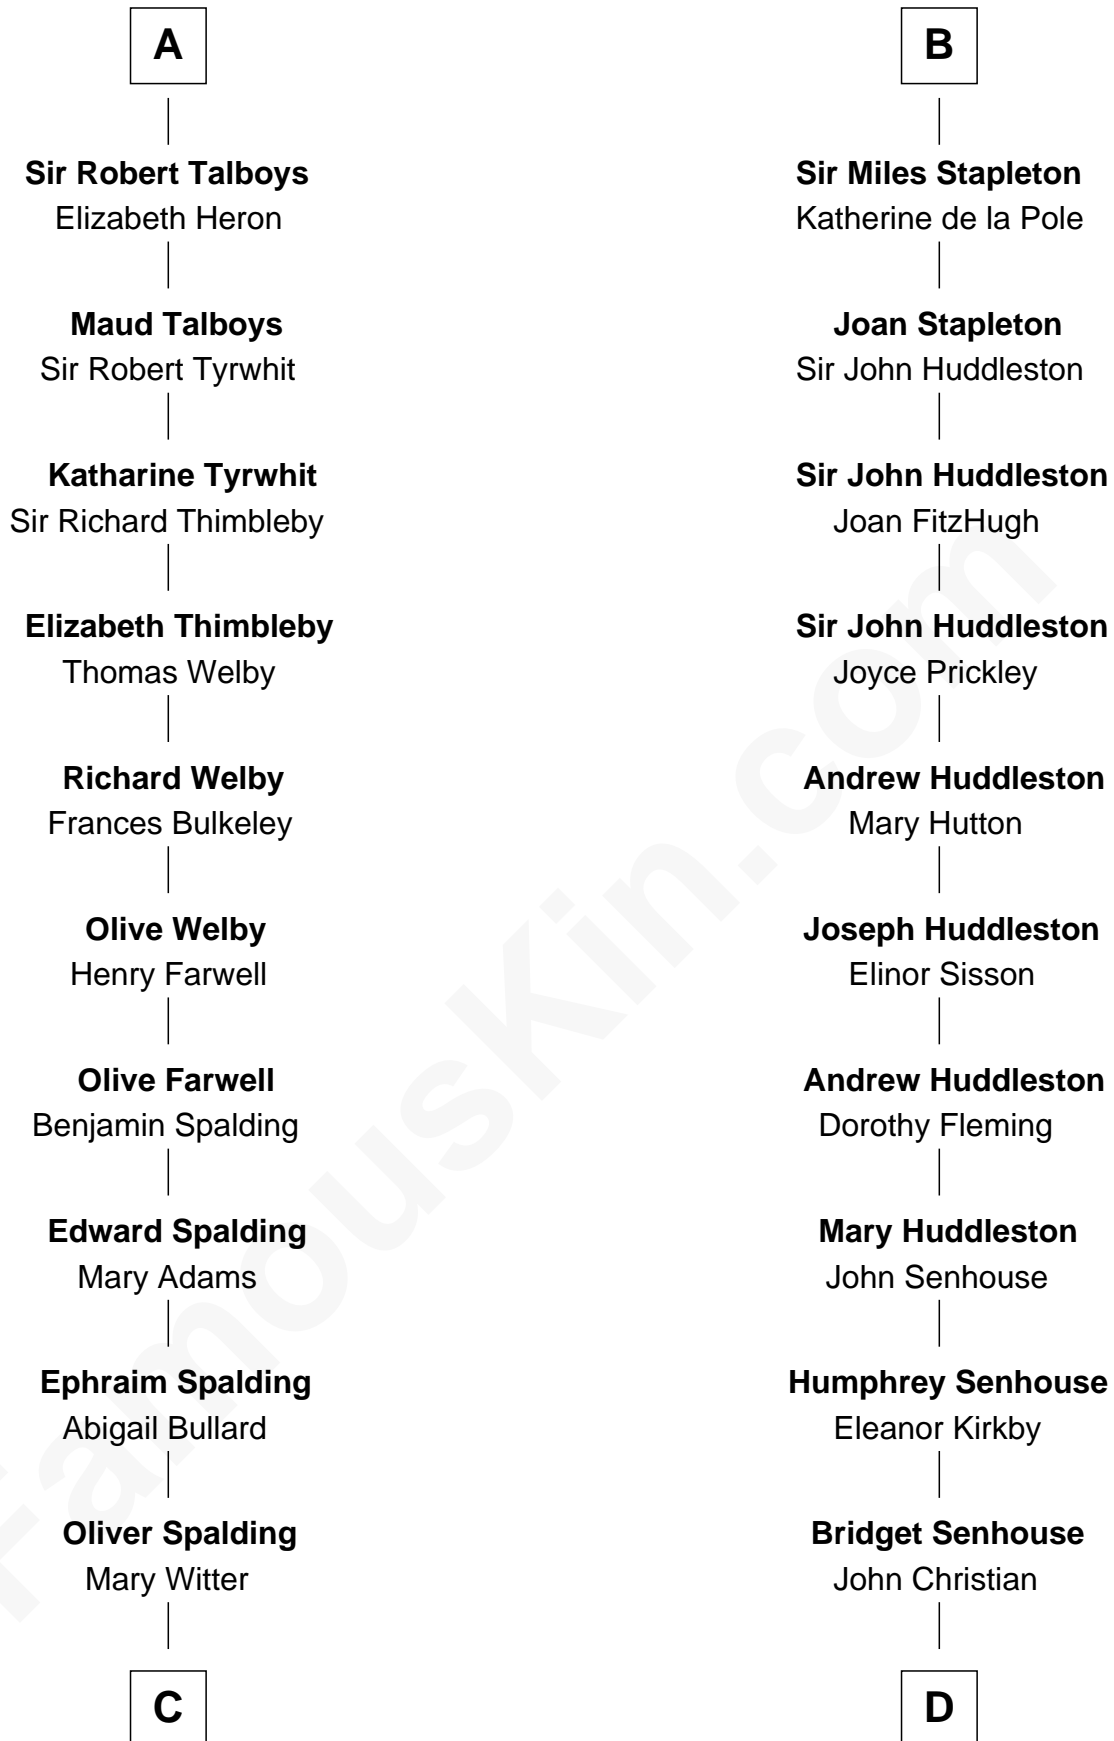 A
Sir Robert Talboys
Elizabeth Heron
Maud Talboys
Sir Robert Tyrwhit
Katharine Tyrwhit
Sir Richard Thimbleby
Elizabeth Thimbleby
Thomas Welby
Richard Welby
Frances Bulkeley
Olive Welby
Henry Farwell
Olive Farwell
Benjamin Spalding
Edward Spalding
Mary Adams
Ephraim Spalding
Abigail Bullard
Oliver Spalding
Mary Witter
C
B
Sir Miles Stapleton
Katherine de la Pole
Joan Stapleton
Sir John Huddleston
Sir John Huddleston
Joan FitzHugh
Sir John Huddleston
Joyce Prickley
Andrew Huddleston
Mary Hutton
Joseph Huddleston
Elinor Sisson
Andrew Huddleston
Dorothy Fleming
Mary Huddleston
John Senhouse
Humphrey Senhouse
Eleanor Kirkby
Bridget Senhouse
John Christian
D
FamousKin.com